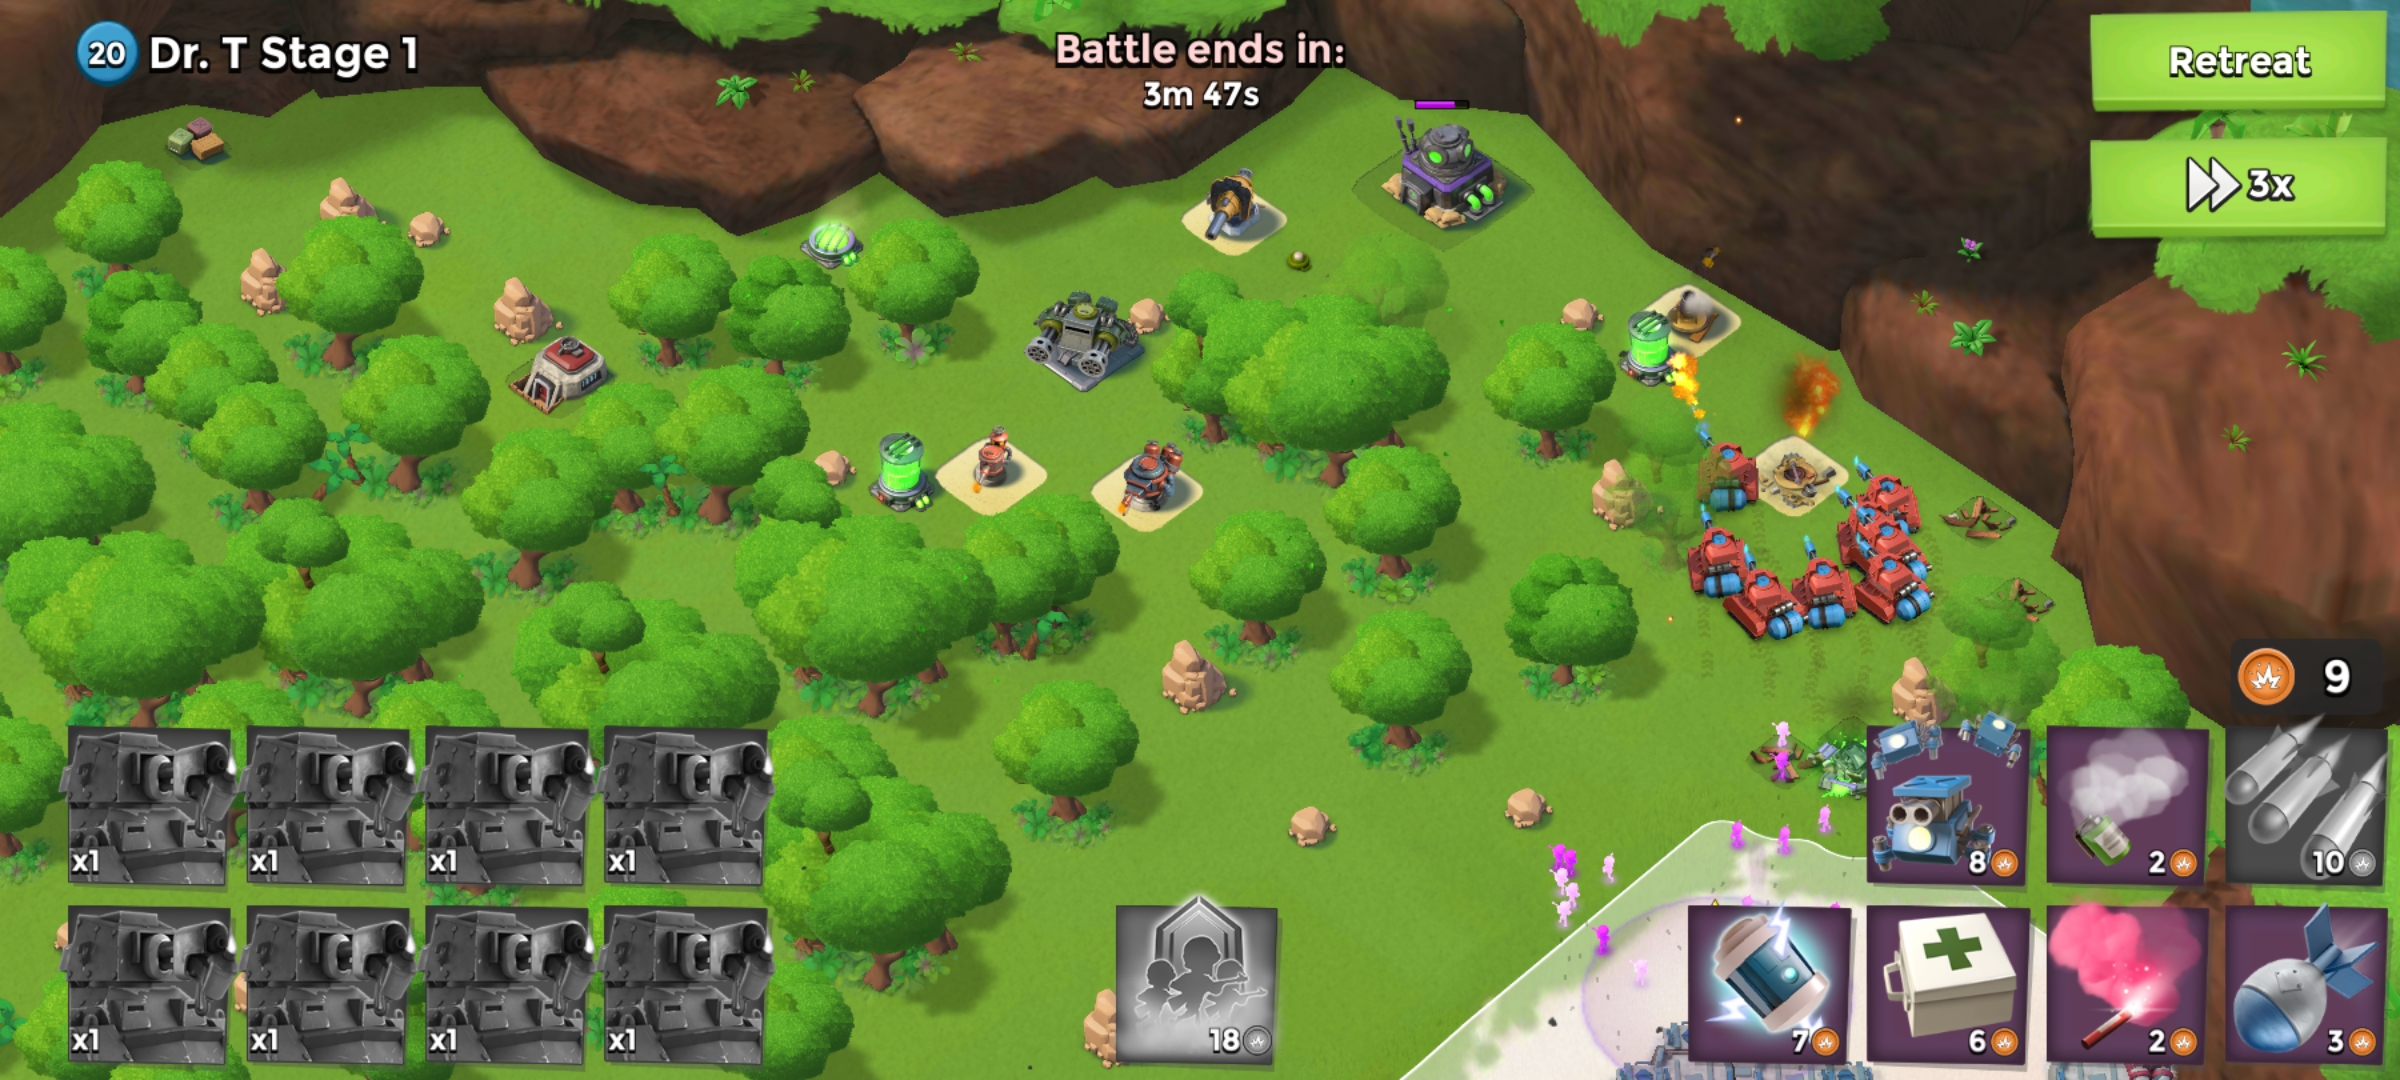 20 Dr. T Stage 1
Battle ends in:
3m 47s
Retreat
3x
9
x1
x1
x1
x1
8
2
10
x1
x1
x1
x1
18
7
6
2
3